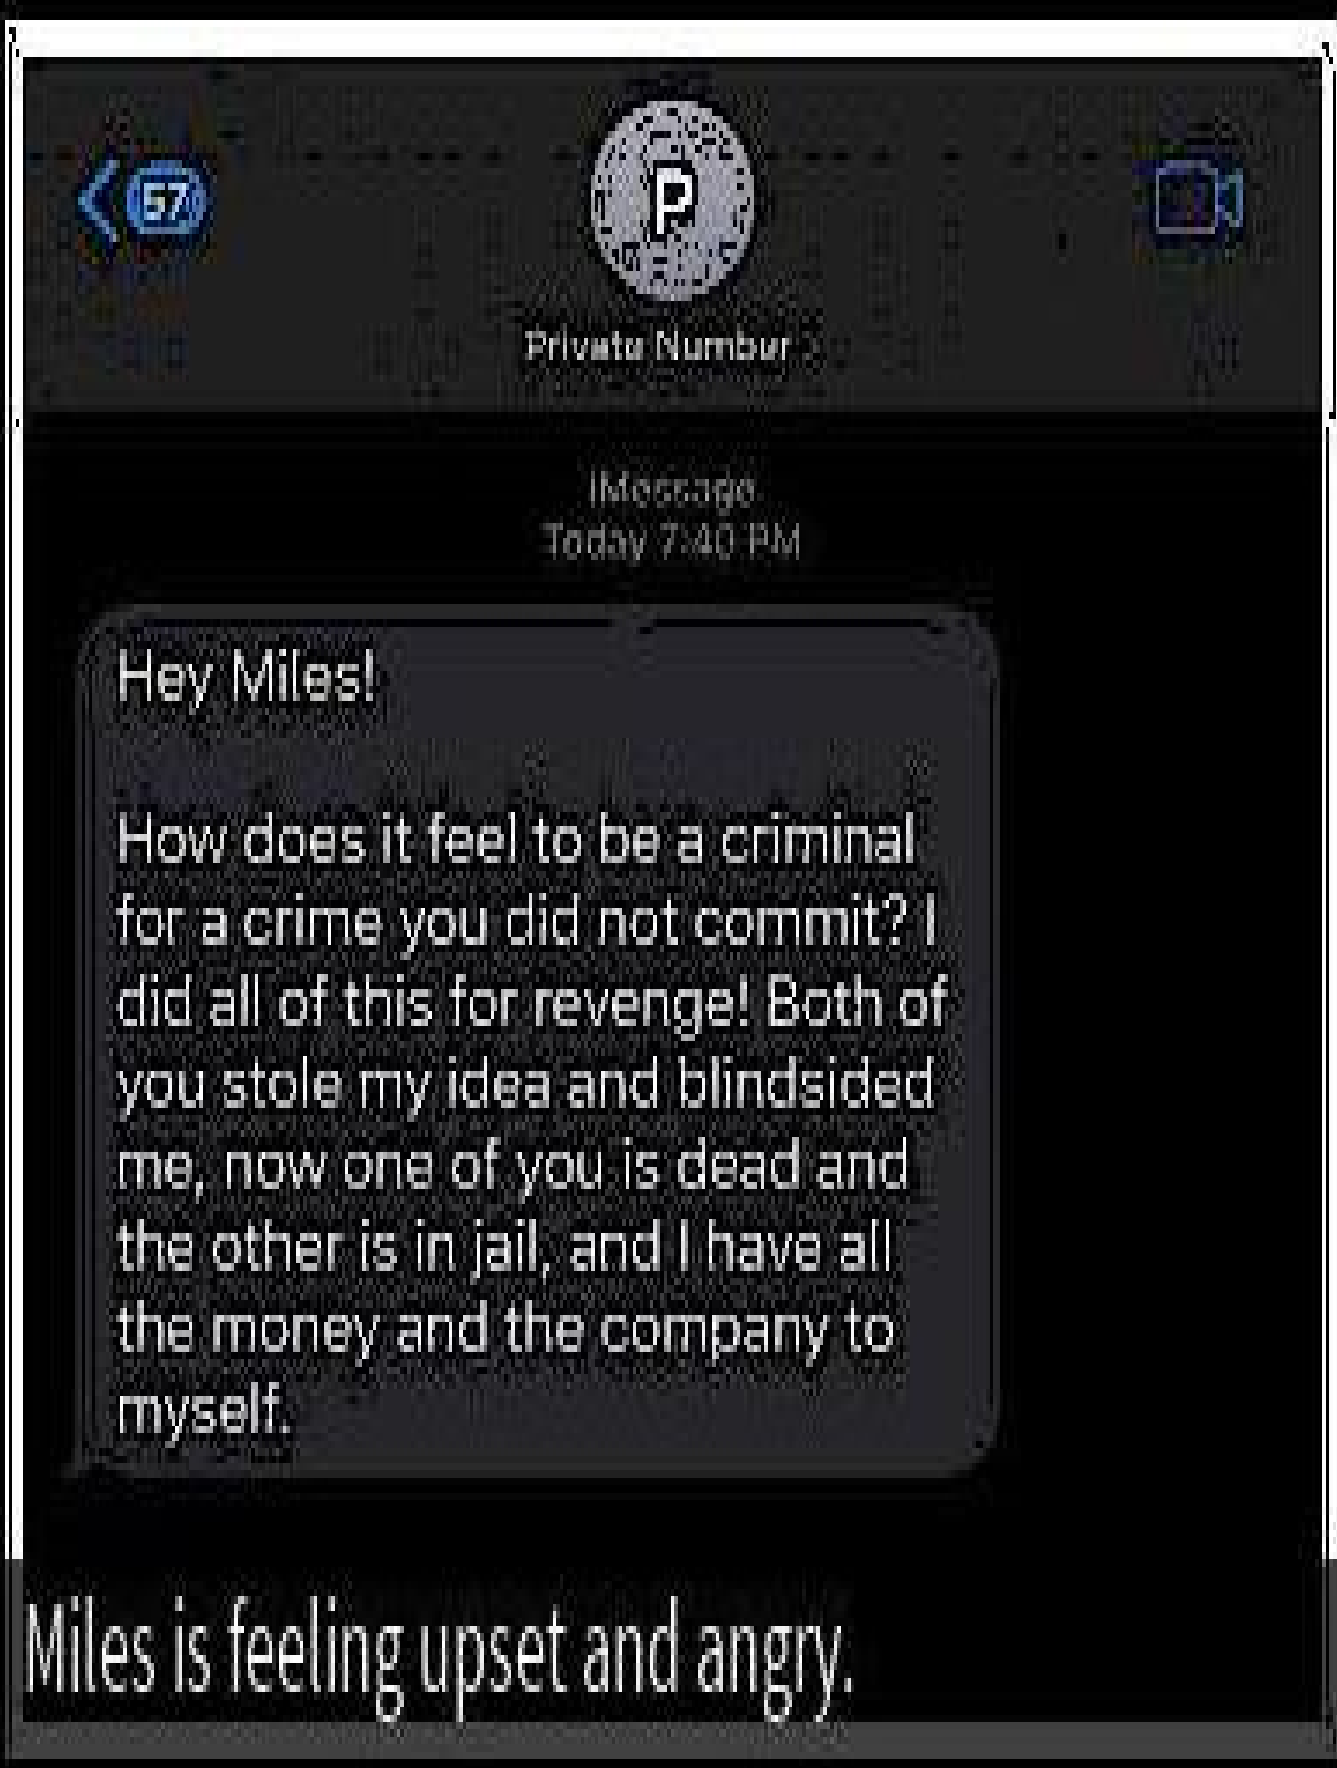 57
P
Private Number
iMessage
Today 7:40 PM
Hey Miles!
How does it feel to be a criminal
for a crime you did not commit? I
did all of this for revenge! Both of
you stole my idea and blindsided
me, now one of you is dead and
the other is in jail, and I have all
the money and the company to
myself.
Miles is feeling upset and angry.